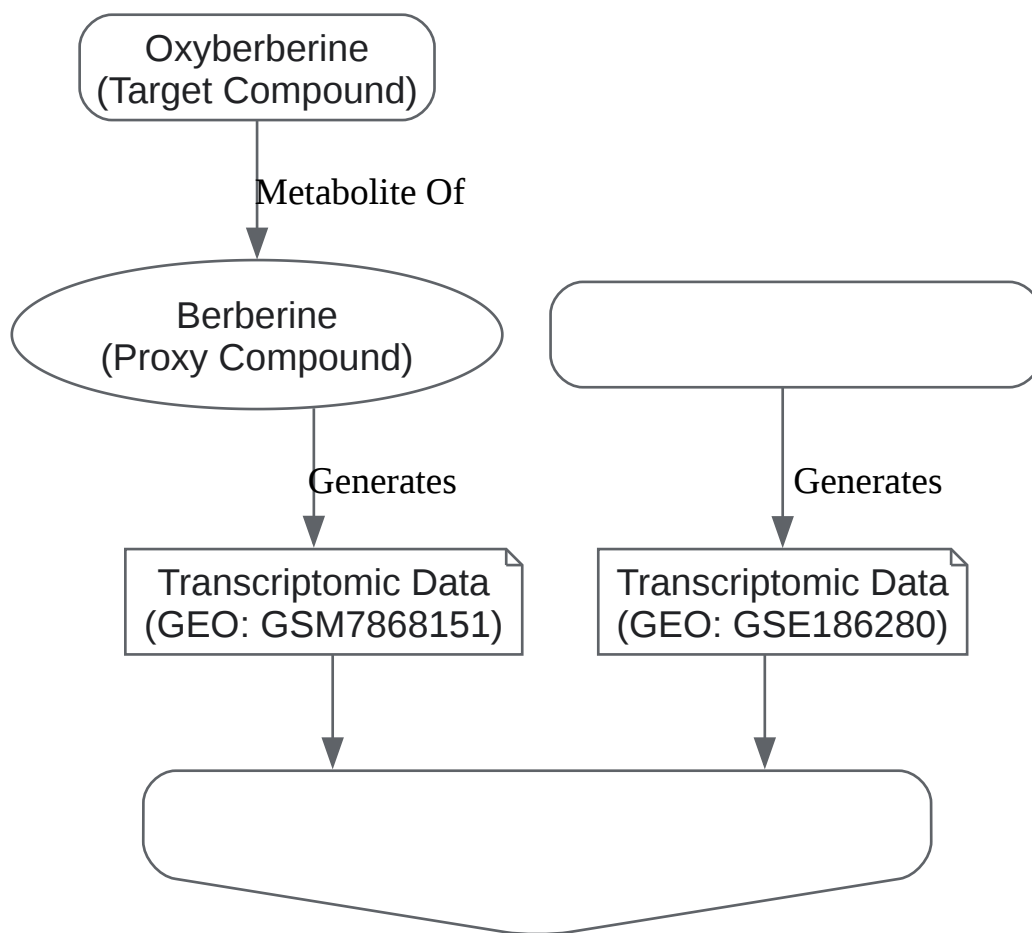 Oxyberberine
(Target Compound)
Metabolite Of
Berberine
(Proxy Compound)
Generates
Generates
Transcriptomic Data
(GEO: GSM7868151)
Transcriptomic Data
(GEO: GSE186280)